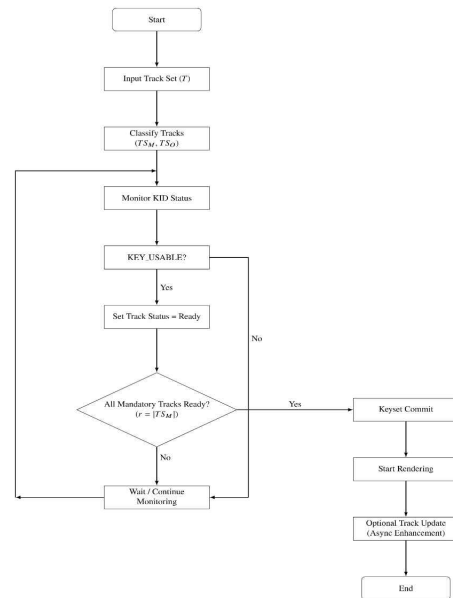 Start
Input Track Set (T)
Classify Tracks
(TS_M, TS_O)
Monitor KID Status
KEY_USABLE?
Yes
Set Track Status = Ready
No
All Mandatory Tracks Ready?
(r = |TS_M|)
Yes
Keyset Commit
No
Start Rendering
Wait / Continue
Monitoring
Optional Track Update
(Async Enhancement)
End